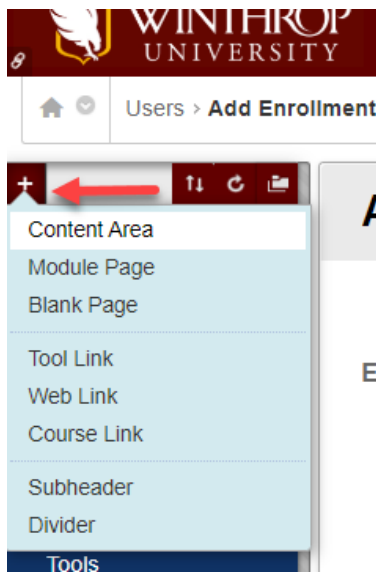 WINTHROP
UNIVERSITY
Users > Add Enrollment
Content Area
Module Page
Blank Page
Tool Link
Web Link
Course Link
Subheader
Divider
Tools